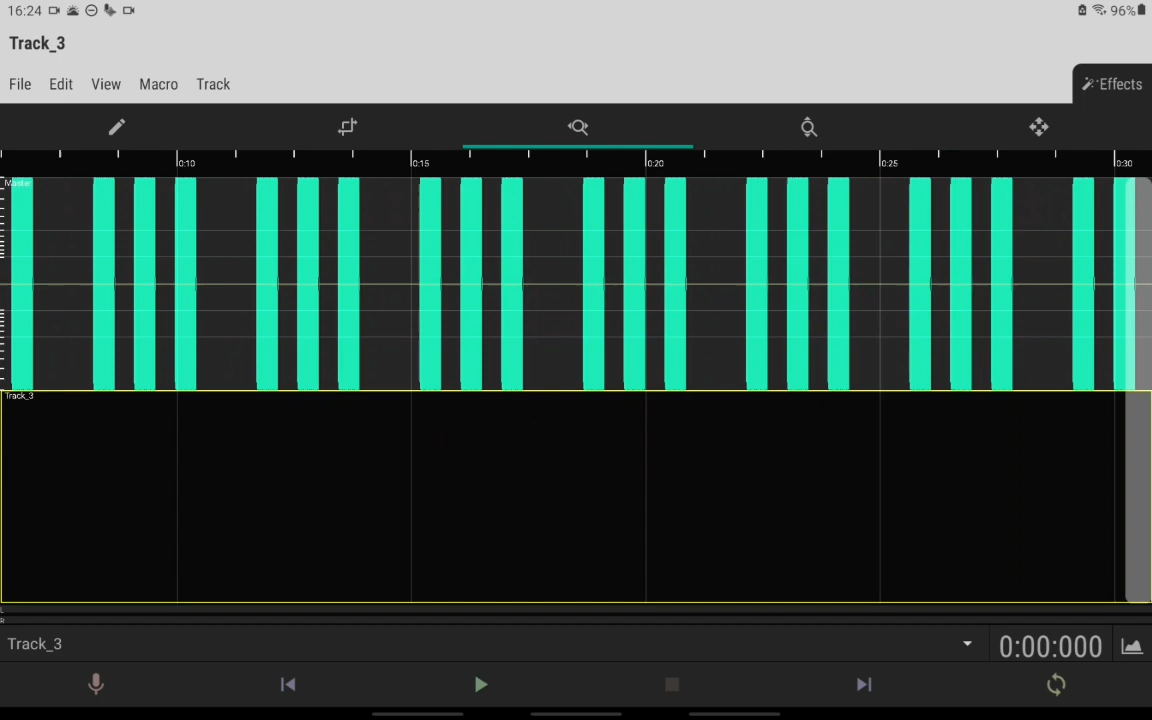 16:24 96%
Track_3
File Edit View Macro Track Effects
0:10 0:15 0:20 0:25 0:30
Master
Track_3
L
R
Track_3 0:00:000